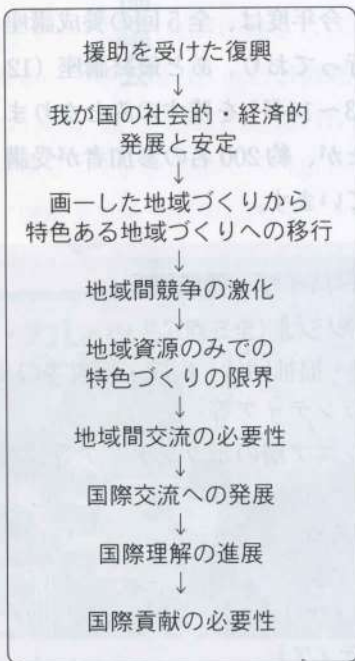 援助を受けた復興
↓
我が国の社会的・経済的
発展と安定
↓
画一した地域づくりから
特色ある地域づくりへの移行
↓
地域間競争の激化
↓
地域資源のみでの
特色づくりの限界
↓
地域間交流の必要性
↓
国際交流への発展
↓
国際理解の進展
↓
国際貢献の必要性